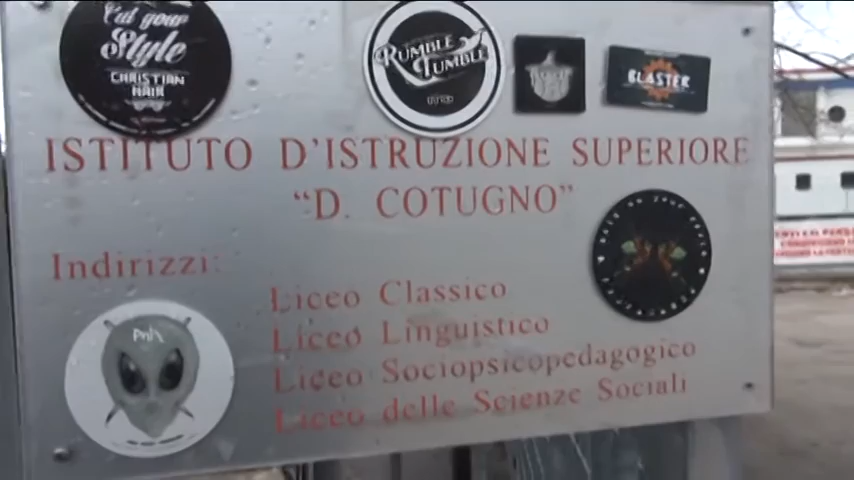 Cut your
Style
CHRISTIAN
HAIR
RUMBLE
TUMBLE
BLASTER
ISTITUTO D'ISTRUZIONE SUPERIORE
“D. COTUGNO”
Indirizzi:
Liceo Classico
Liceo Linguistico
Liceo Sociopsicopedagogico
Liceo delle Scienze Sociali